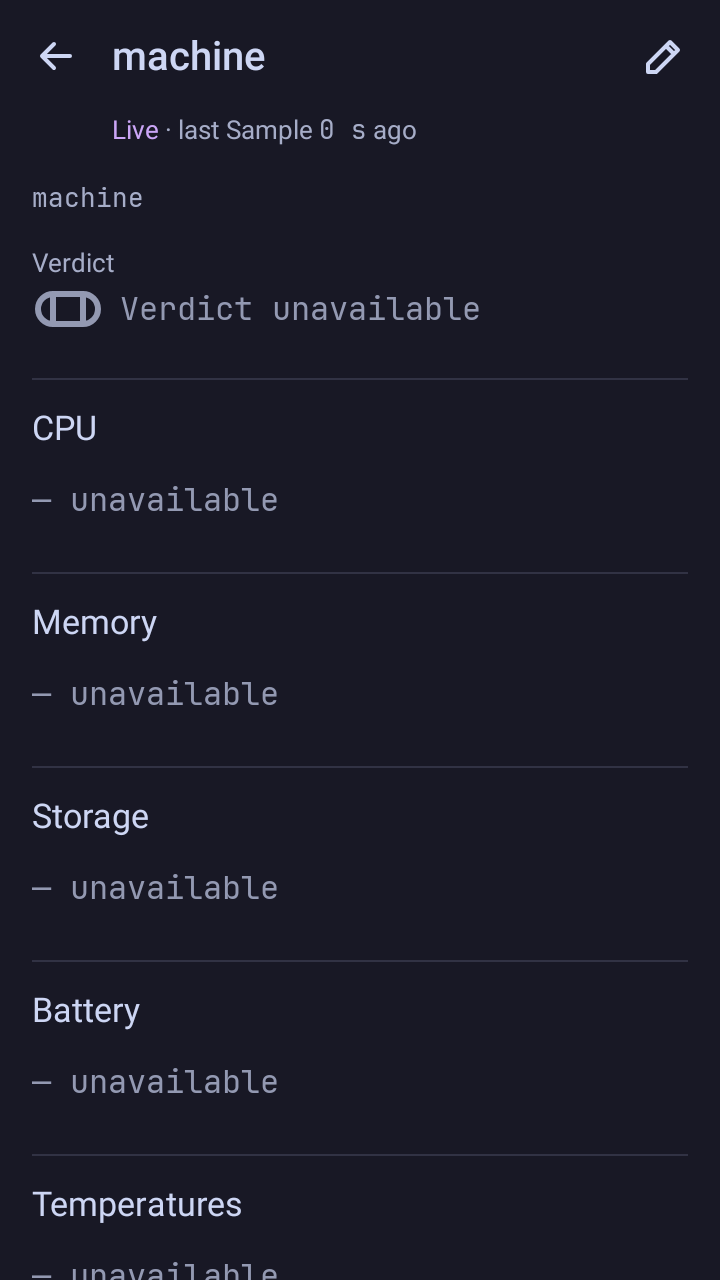 machine
Live · last Sample 0 s ago
machine
Verdict
Verdict unavailable
CPU
— unavailable
Memory
— unavailable
Storage
— unavailable
Battery
— unavailable
Temperatures
— unavailable